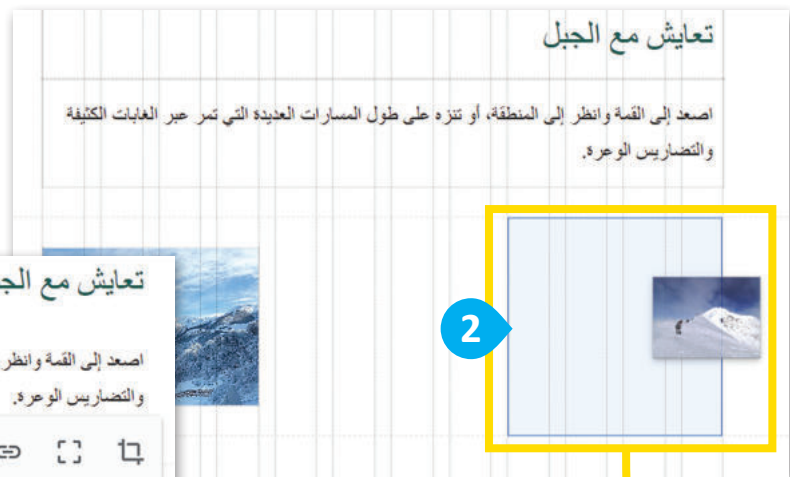 تعايش مع الجبل
اصعد إلى القمة وانظر إلى المنطقة، أو تنزه على طول المسارات العديدة التي تمر عبر الغابات الكثيفة
والتضاريس الوعرة.
2
تعايش مع الج
اصعد إلى القمة وانظر
والتضاريس الوعرة.